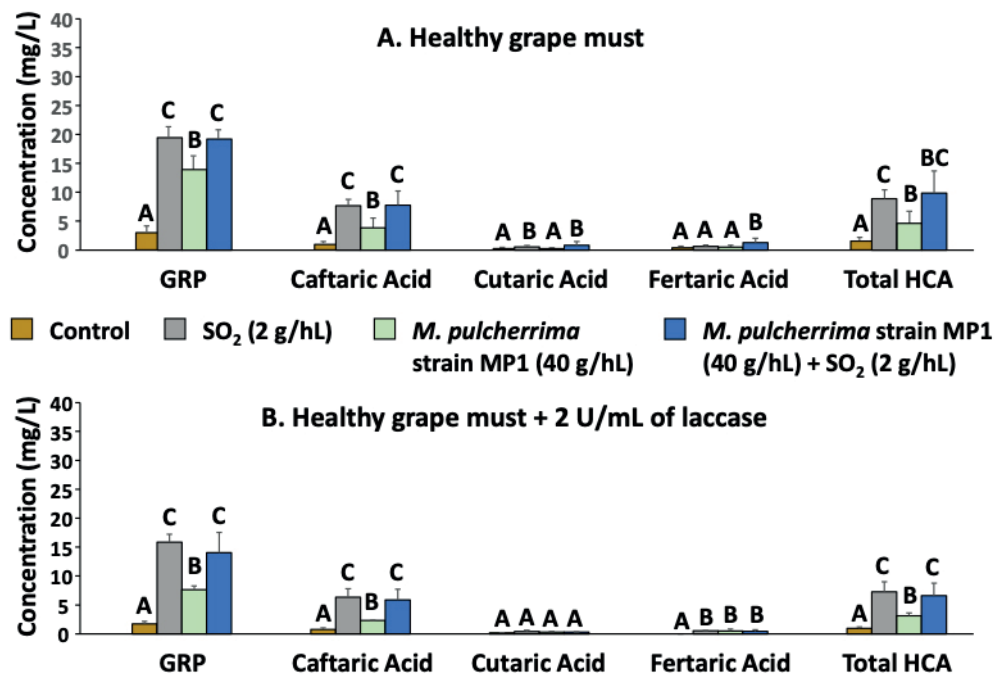 A. Healthy grape must
Concentration (mg/L)
40
35
30
25
20
15
10
5
0
A C B C
A C B C
A B A B
A A A B
A C B BC
GRP Caftaric Acid Cutaric Acid Fertaric Acid Total HCA
Control SO₂ (2 g/hL) M. pulcherrima M. pulcherrima strain MP1
strain MP1 (40 g/hL) (40 g/hL) + SO₂ (2 g/hL)
B. Healthy grape must + 2 U/mL of laccase
Concentration (mg/L)
40
35
30
25
20
15
10
5
0
A C B C
A C B C
A A A A
A B B B
A C B C
GRP Caftaric Acid Cutaric Acid Fertaric Acid Total HCA